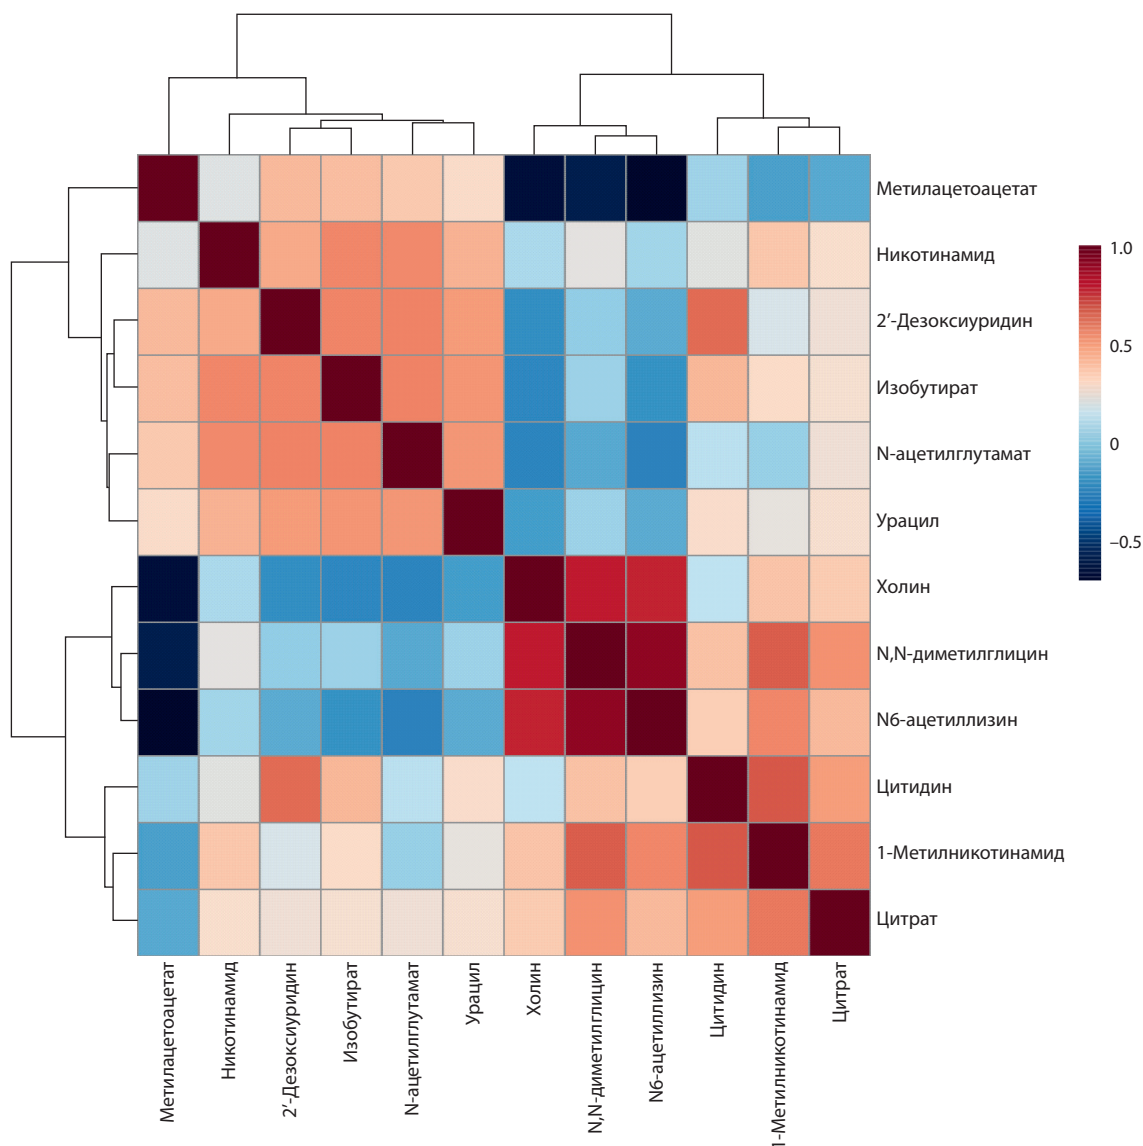 Метилацетоацетат
Никотинамид
2′-Дезоксиуридин
Изобутират
N-ацетилглутамат
Урацил
Холин
N,N-диметилглицин
N6-ацетиллизин
Цитидин
1-Метилникотинамид
Цитрат
1.0
0.5
0
–0.5
Метилацетоацетат
Никотинамид
2′-Дезоксиуридин
Изобутират
N-ацетилглутамат
Урацил
Холин
N,N-диметилглицин
N6-ацетиллизин
Цитидин
1-Метилникотинамид
Цитрат